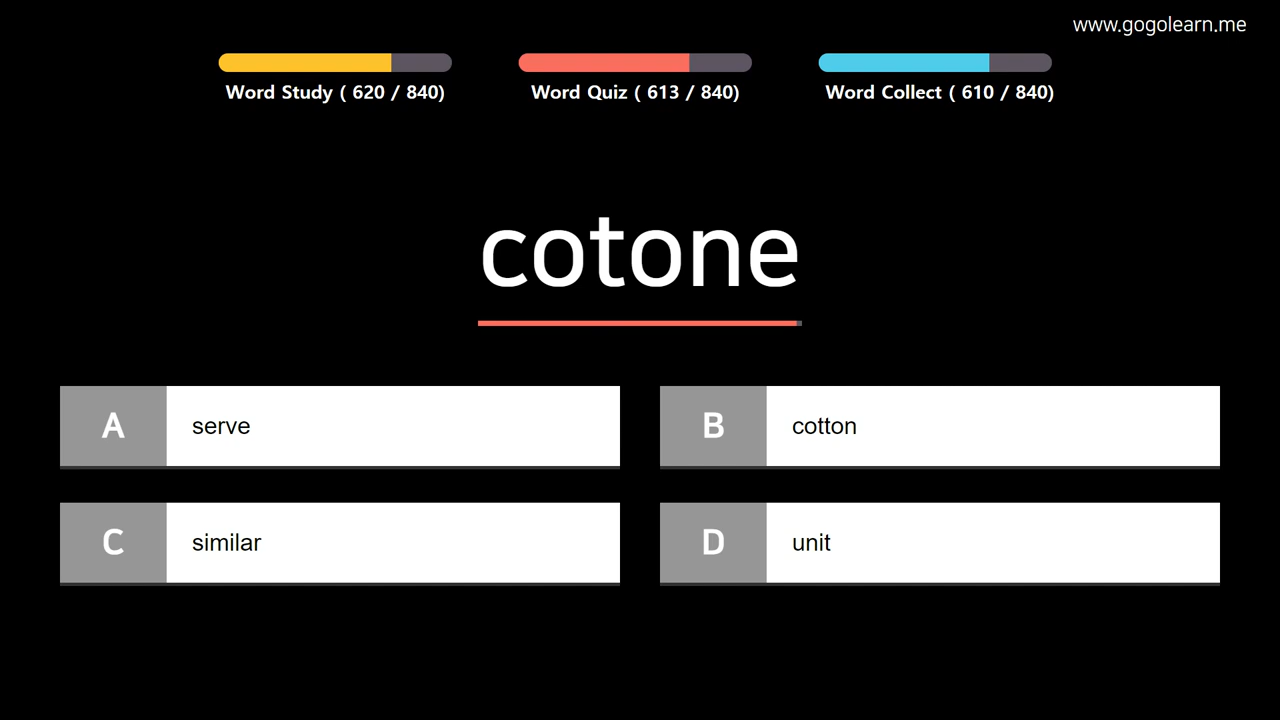 www.gogolearn.me
Word Study ( 620 / 840)
Word Quiz ( 613 / 840)
Word Collect ( 610 / 840)
cotone
A serve
B cotton
C similar
D unit